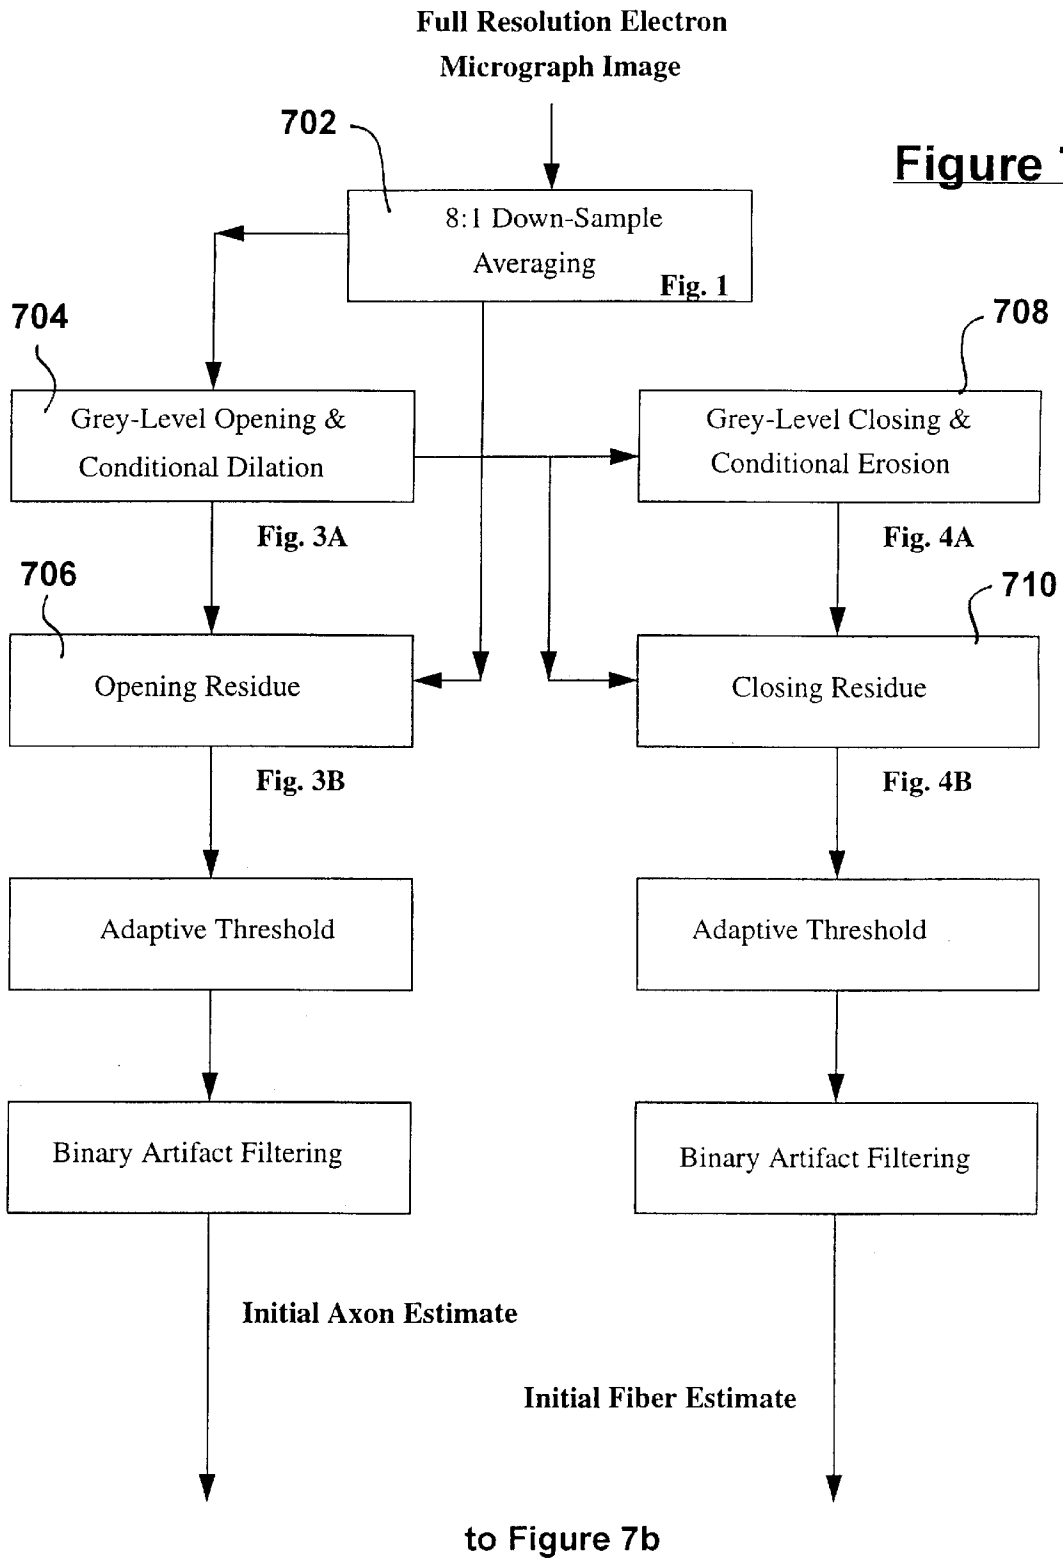 Full Resolution Electron
Micrograph Image
702
Figure
8:1 Down-Sample
Averaging
Fig. 1
704
708
Grey-Level Opening &
Conditional Dilation
Grey-Level Closing &
Conditional Erosion
Fig. 3A
Fig. 4A
706
710
Opening Residue
Closing Residue
Fig. 3B
Fig. 4B
Adaptive Threshold
Adaptive Threshold
Binary Artifact Filtering
Binary Artifact Filtering
Initial Axon Estimate
Initial Fiber Estimate
to Figure 7b